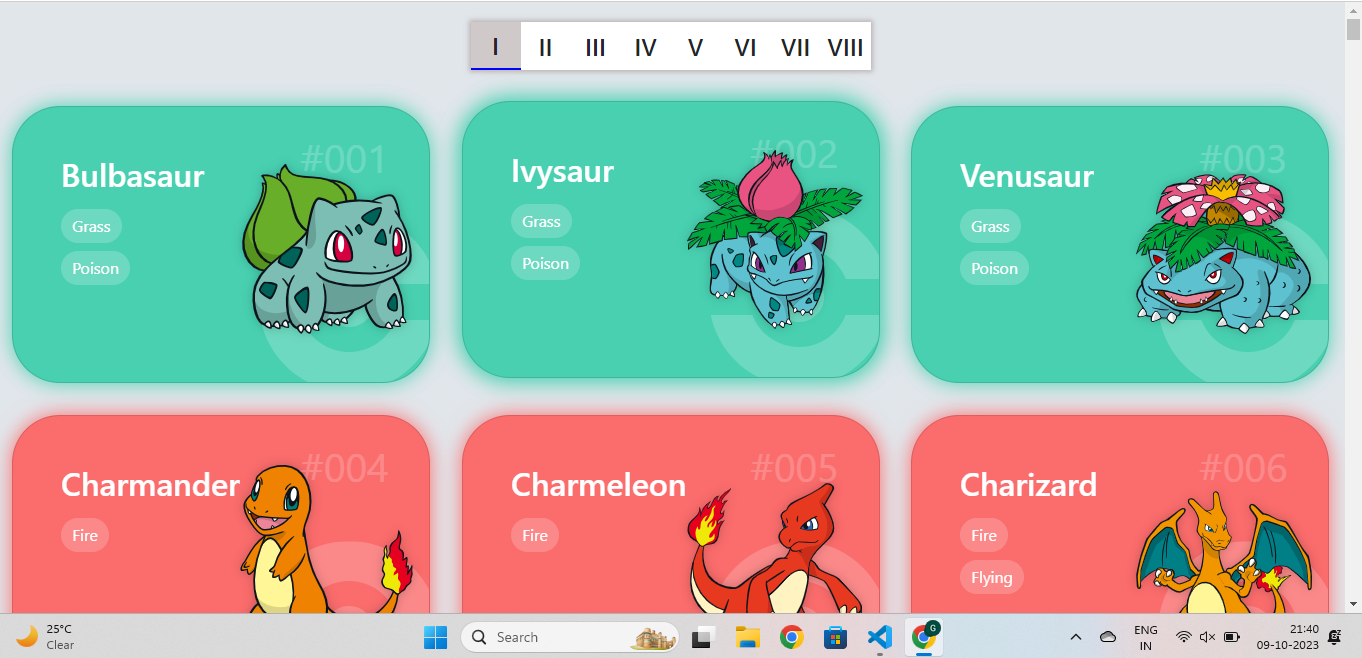 I II III IV V VI VII VIII
#001
Bulbasaur
Grass
Poison
#002
Ivysaur
Grass
Poison
#003
Venusaur
Grass
Poison
#004
Charmander
Fire
#005
Charmeleon
Fire
#006
Charizard
Fire
Flying
25°C
Clear
Search
G
ENG
IN
21:40
09-10-2023